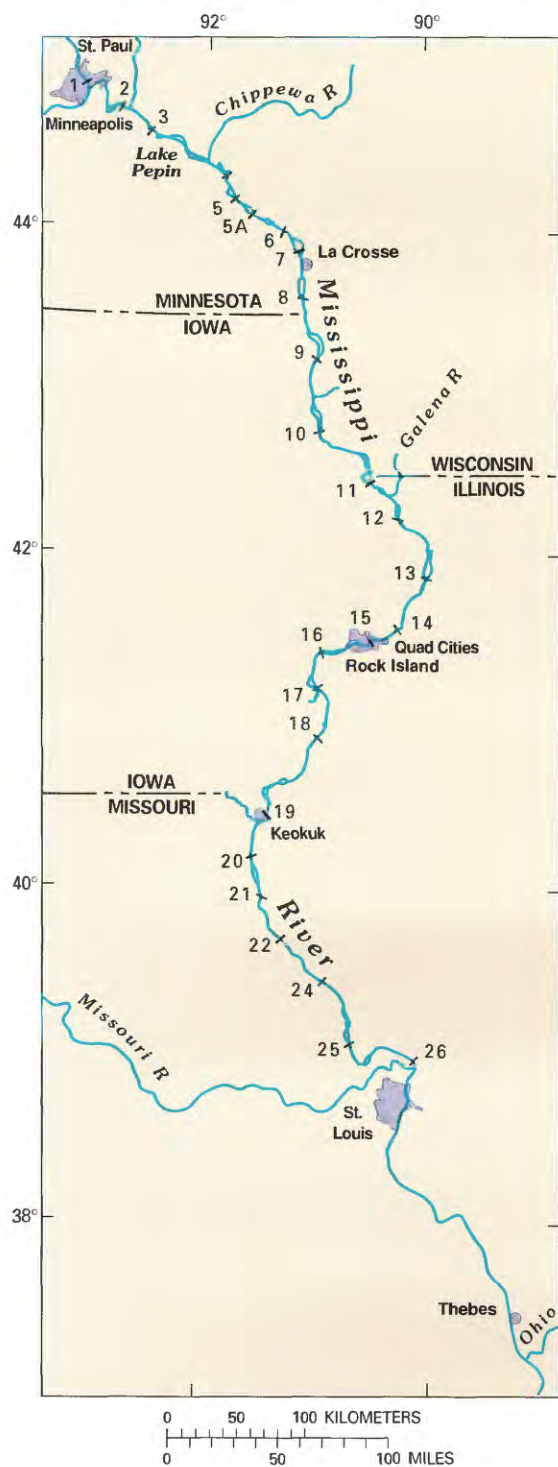 92°
90°
St. Paul
1
2
3
Minneapolis
Chippewa R
Lake
Pepin
5
5A
44°
6
7
La Crosse
8
MINNESOTA
IOWA
Mississippi
9
10
Galena R
11
WISCONSIN
ILLINOIS
12
42°
13
14
15
16
Quad Cities
Rock Island
17
18
IOWA
MISSOURI
19
Keokuk
20
40°
21
River
22
24
Missouri R
25
26
St.
Louis
38°
Thebes
Ohio
0 50 100 KILOMETERS
0 50 100 MILES